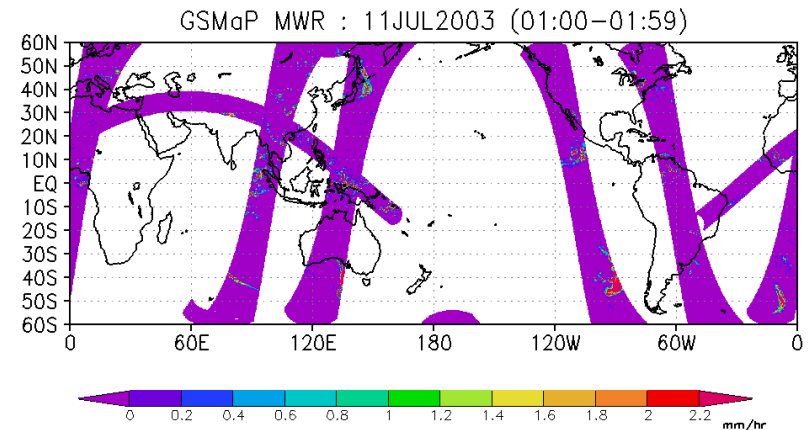 GSMaP MWR : 11JUL2003 (01:00-01:59)
60N
50N
40N
30N
20N
10N
EQ
10S
20S
30S
40S
50S
60S
0 60E 120E 180 120W 60W 0
0 0.2 0.4 0.6 0.8 1 1.2 1.4 1.6 1.8 2 2.2
mm/hr